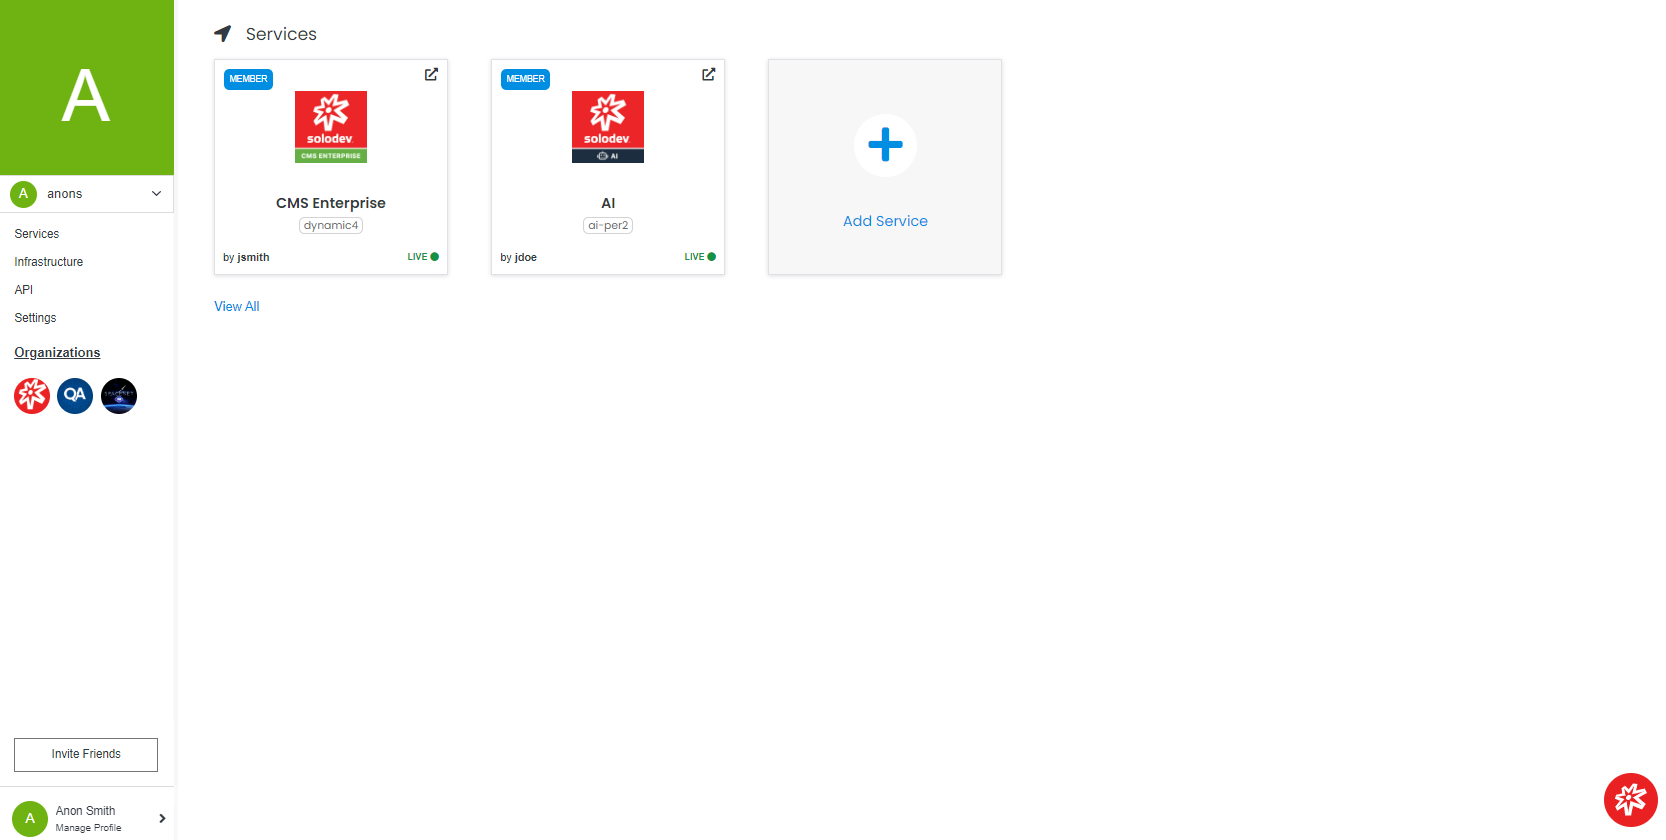 A
A anons
Services
Infrastructure
API
Settings
Organizations
QA
Invite Friends
A
Anon Smith
Manage Profile
Services
MEMBER
solodev
CMS ENTERPRISE
CMS Enterprise
dynamic4
by jsmith
LIVE
MEMBER
solodev
AI
AI
ai-per2
by jdoe
LIVE
Add Service
View All